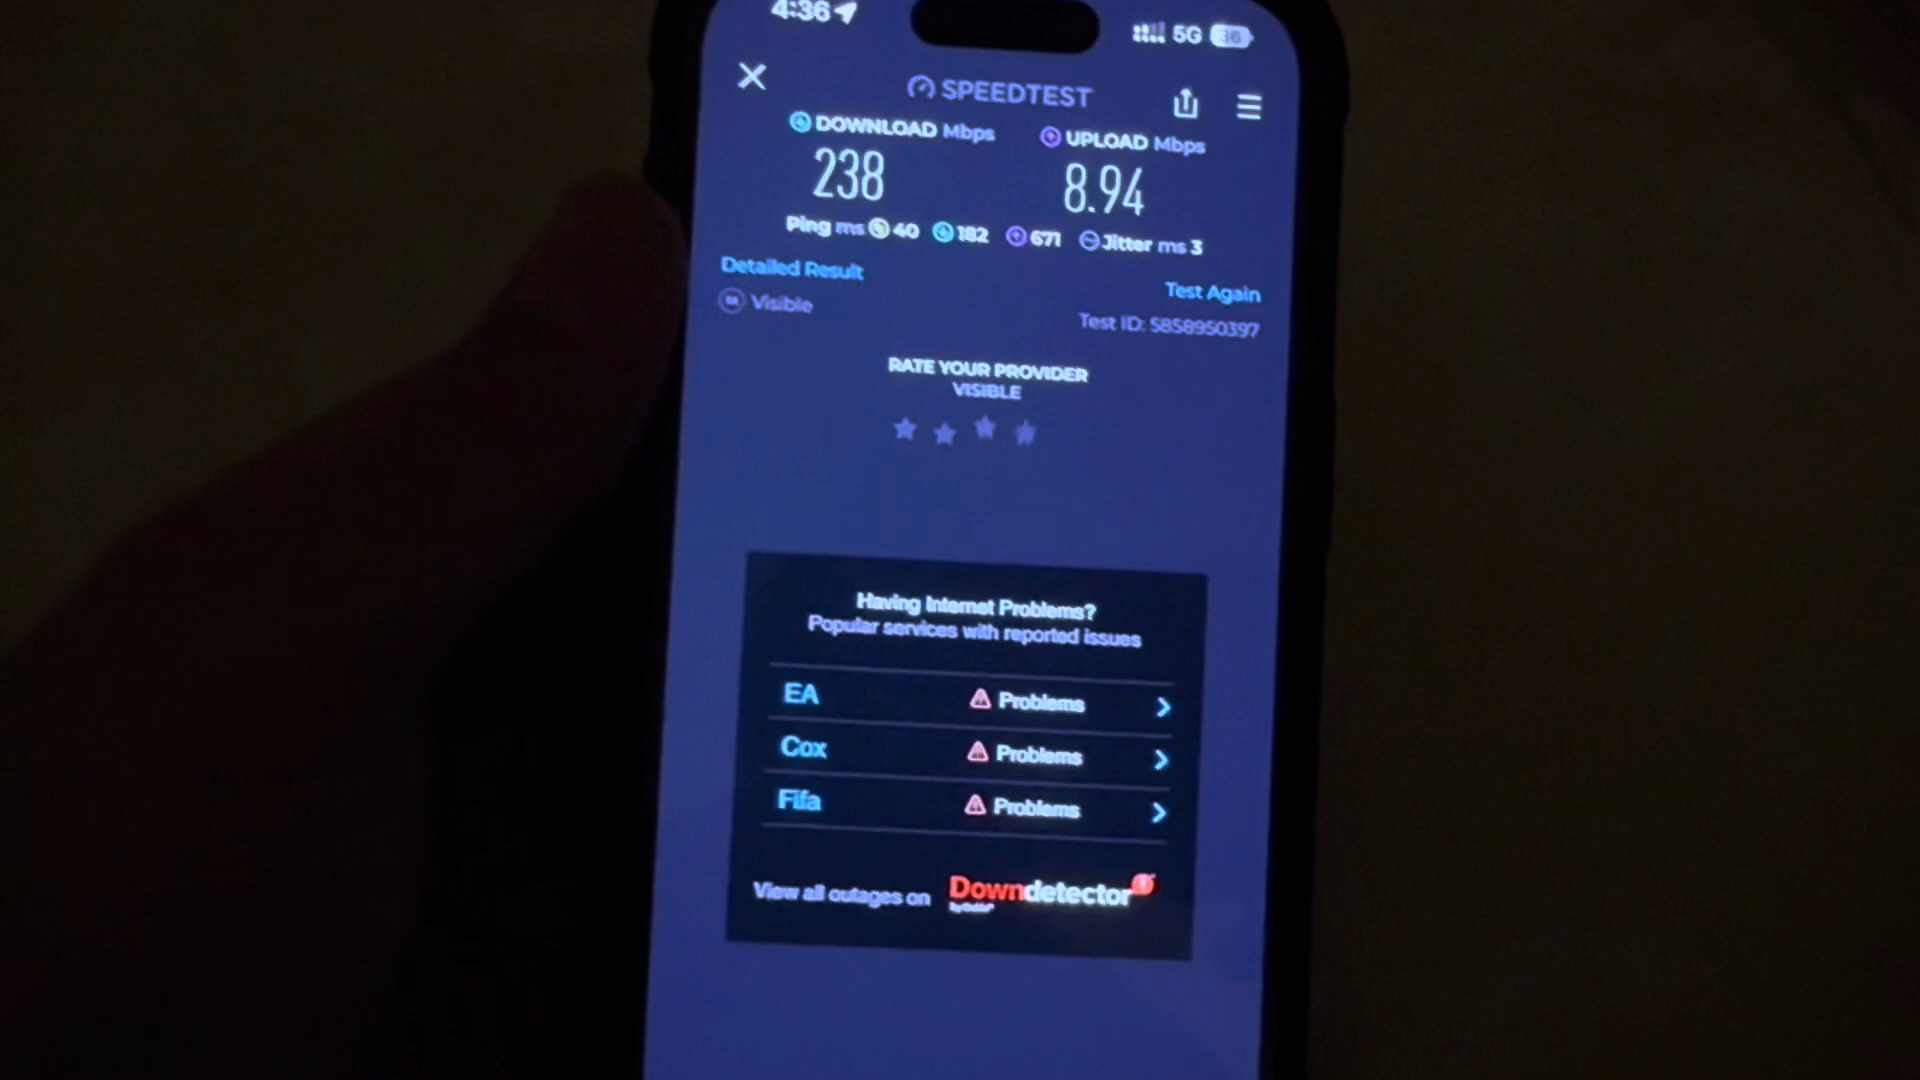 4:36
5G 36
SPEEDTEST
DOWNLOAD Mbps
UPLOAD Mbps
238
8.94
Ping ms 40 182 671 Jitter ms 3
Detailed Result
Test Again
Visible
Test ID: 5858950397
RATE YOUR PROVIDER
VISIBLE
Having Internet Problems?
Popular services with reported issues
EA Problems
Cox Problems
Fifa Problems
View all outages on Downdetector